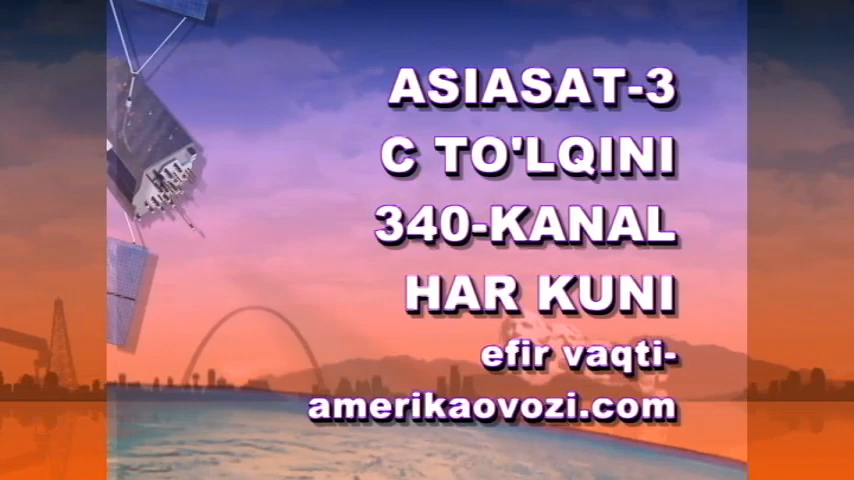 ASIASAT-3
C TO'LQINI
340-KANAL
HAR KUNI
efir vaqti-
amerikaovozi.com